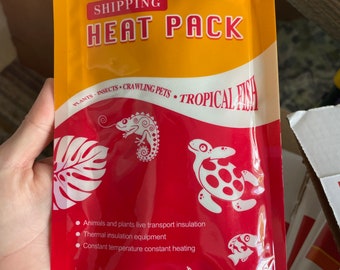 SHIPPING
HEAT PACK
PLANTS · INSECTS · CRAWLING PETS · TROPICAL FISH
Animals and plants live transport insulation
Thermal insulation equipment
Constant temperature constant heating